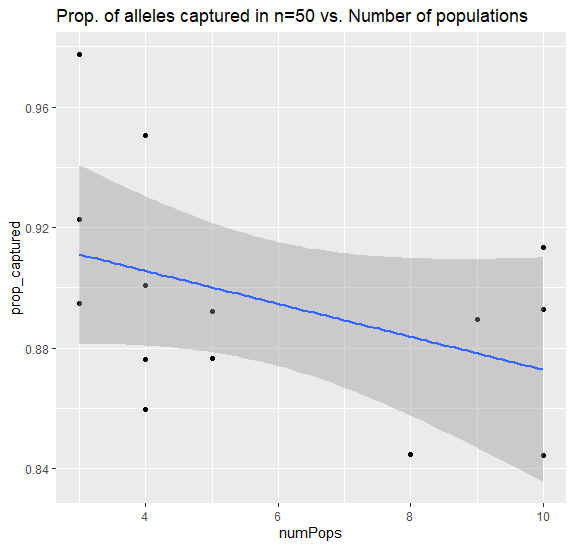 Prop. of alleles captured in n=50 vs. Number of populations
0.96
0.92
0.88
0.84
prop_captured
4 6 8 10
numPops